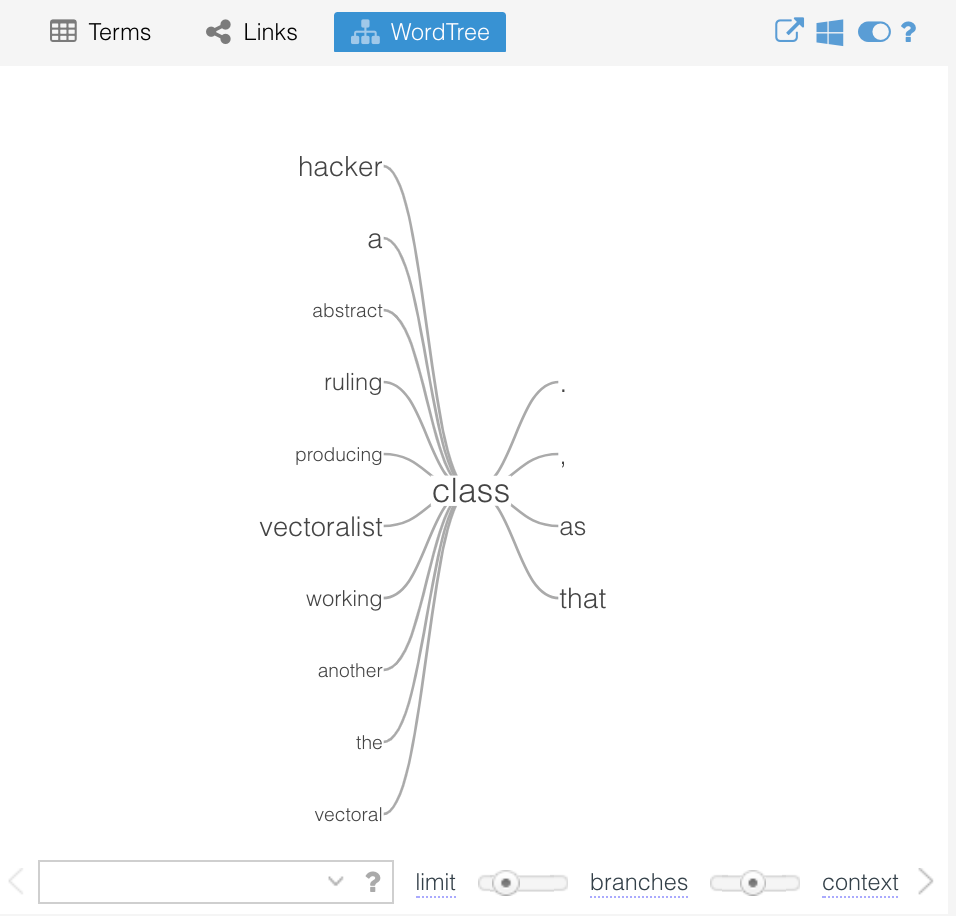 Terms Links WordTree ?
hacker
a
abstract
ruling
.
producing
,
class
vectoralist
as
working
that
another
the
vectoral
? limit branches context